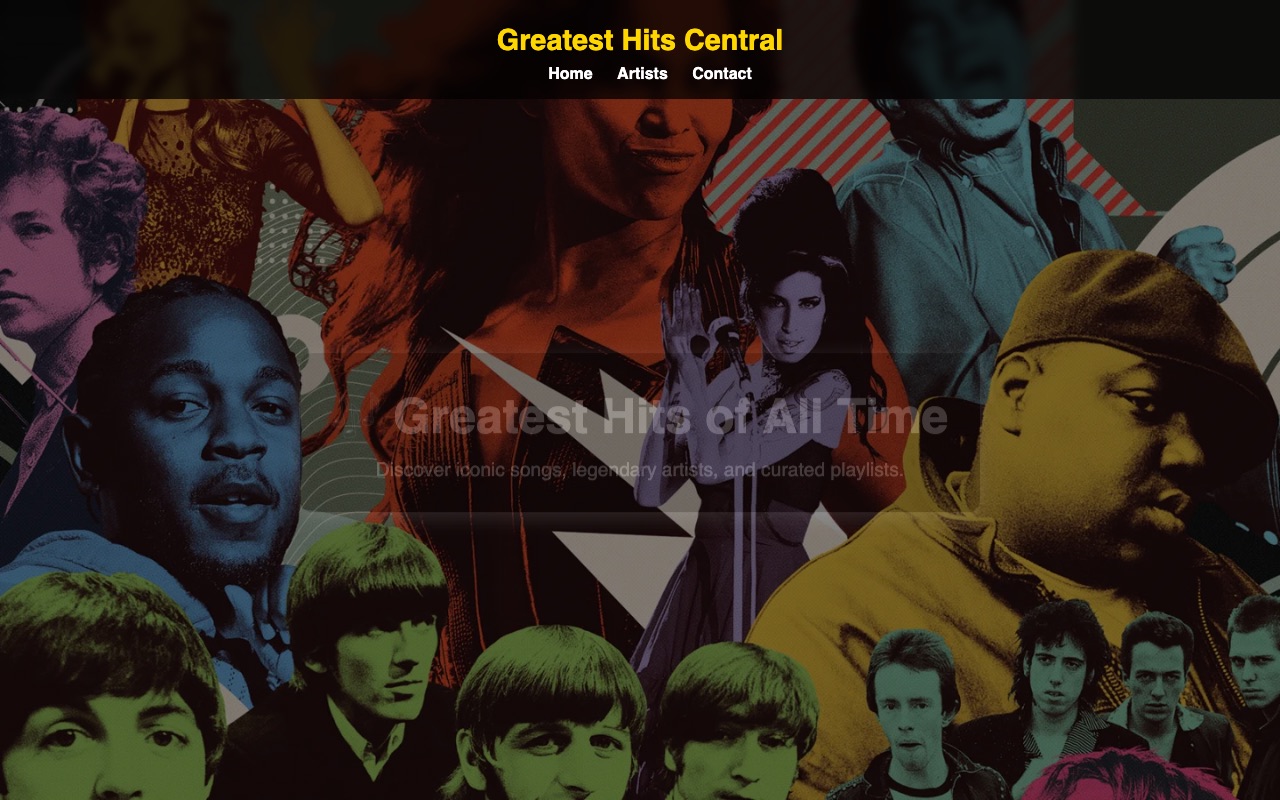 Greatest Hits Central
Home Artists Contact
Greatest Hits of All Time
Discover iconic songs, legendary artists, and curated playlists.